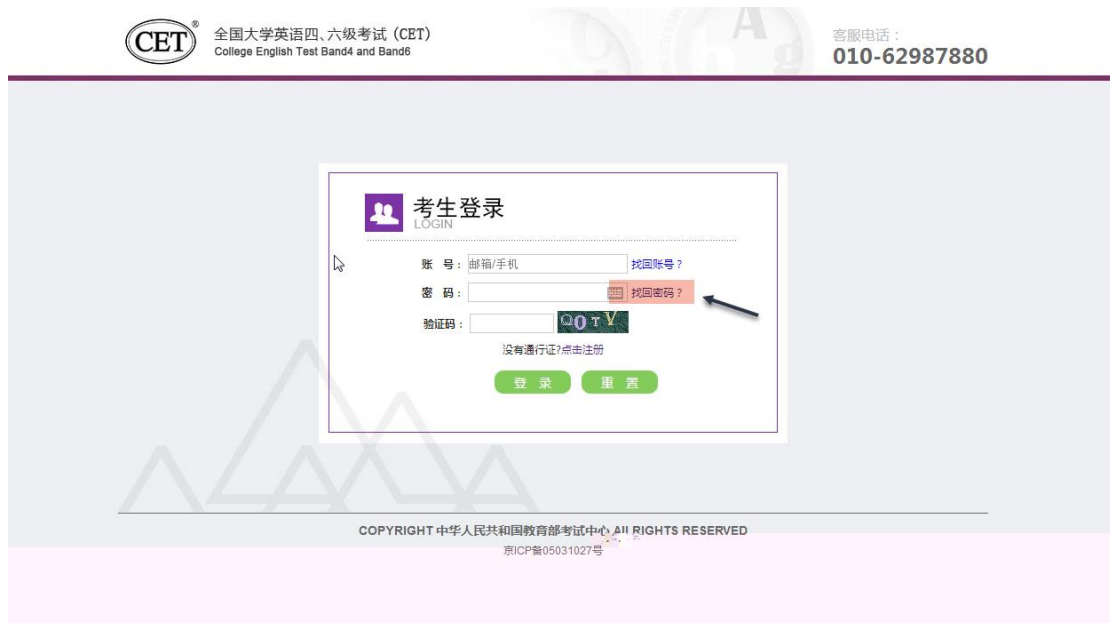 CET®
全国大学英语四、六级考试（CET）
College English Test Band4 and Band6
客服电话：
010-62987880
考生登录
LOGIN
账 号：邮箱/手机 找回账号？
密 码： 找回密码？
验证码： QOTV
没有通行证?点击注册
登 录 重 置
COPYRIGHT 中华人民共和国教育部考试中心 All RIGHTS RESERVED
京ICP备05031027号